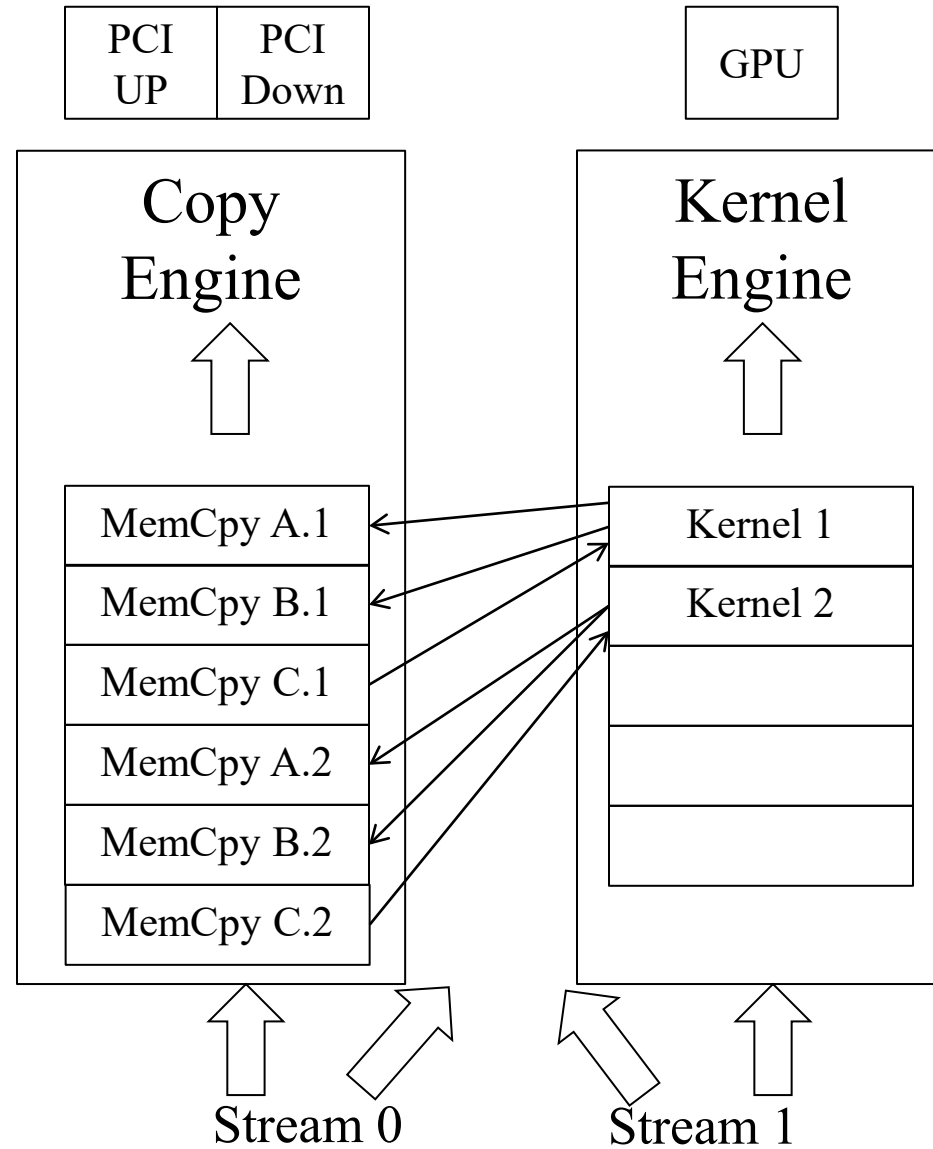 PCI
UP
PCI
Down
GPU
Copy
Engine
Kernel
Engine
MemCpy A.1
MemCpy B.1
MemCpy C.1
MemCpy A.2
MemCpy B.2
MemCpy C.2
Kernel 1
Kernel 2
Stream 0
Stream 1